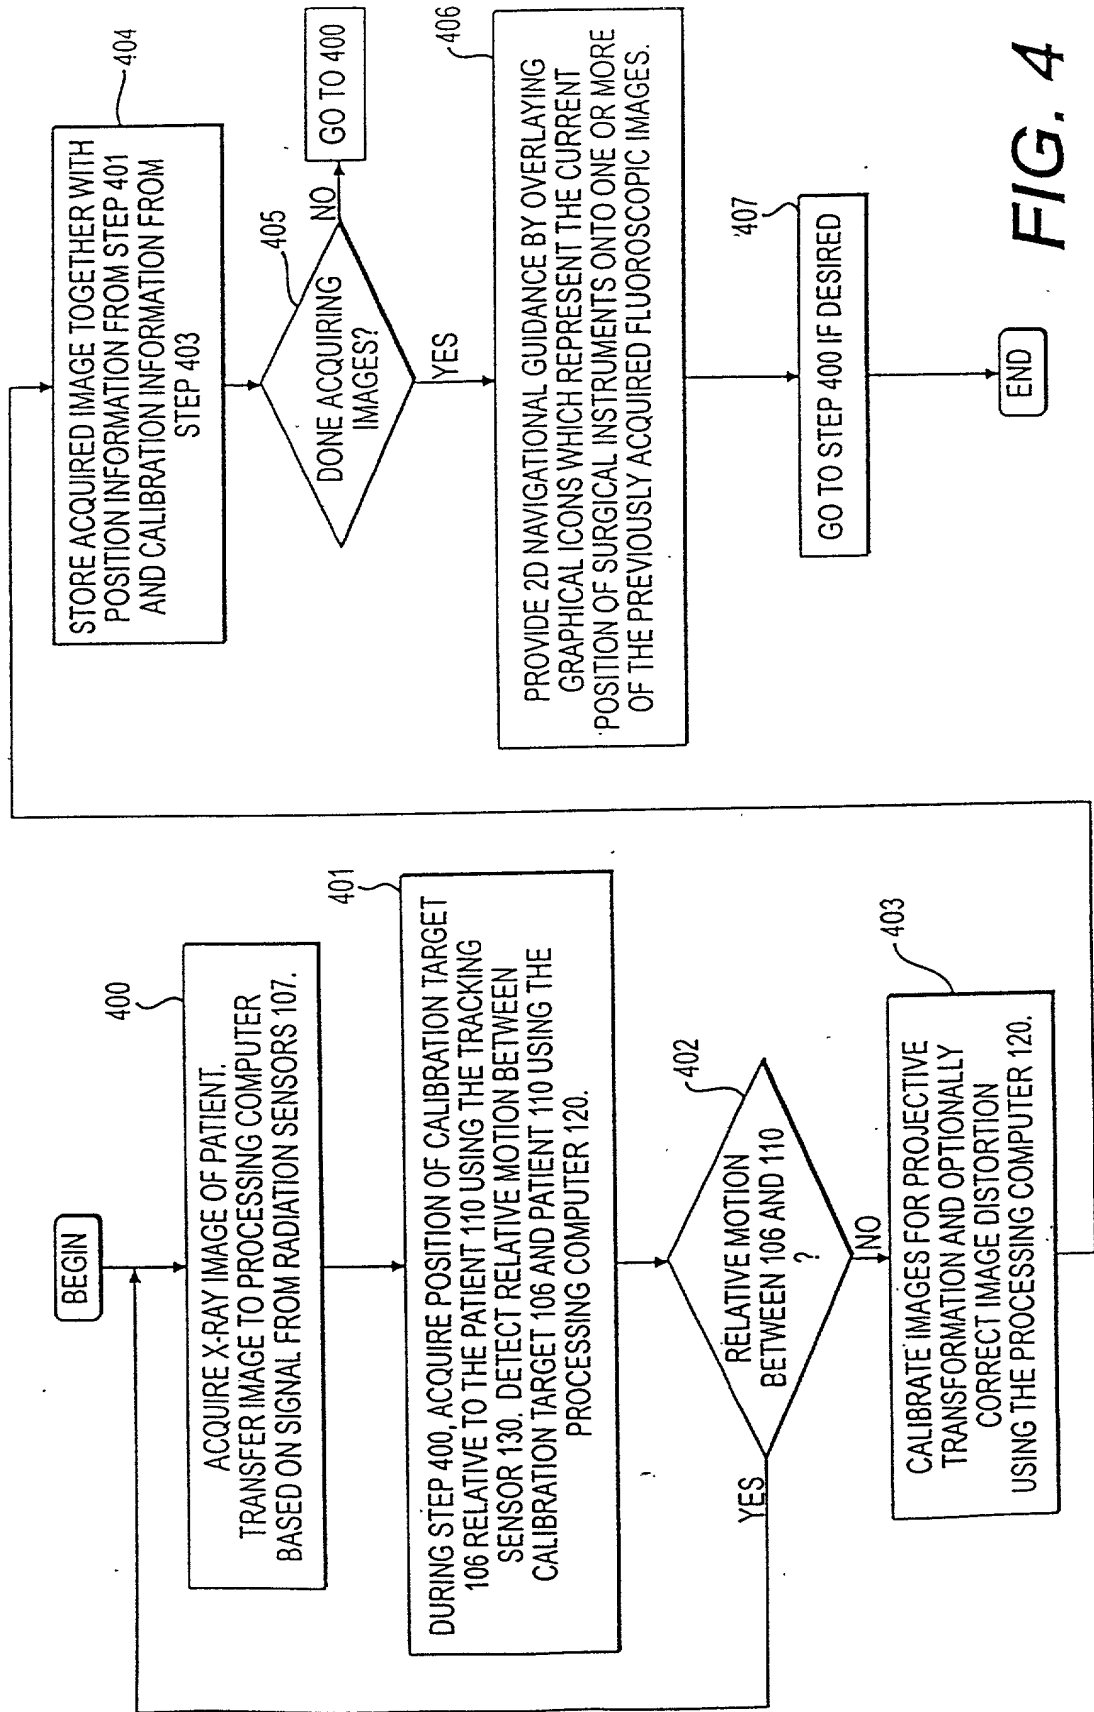 BEGIN
400
ACQUIRE X-RAY IMAGE OF PATIENT.
TRANSFER IMAGE TO PROCESSING COMPUTER
BASED ON SIGNAL FROM RADIATION SENSORS 107.
401
DURING STEP 400, ACQUIRE POSITION OF CALIBRATION TARGET
106 RELATIVE TO THE PATIENT 110 USING THE TRACKING
SENSOR 130. DETECT RELATIVE MOTION BETWEEN
CALIBRATION TARGET 106 AND PATIENT 110 USING THE
PROCESSING COMPUTER 120.
402
RELATIVE MOTION
BETWEEN 106 AND 110
?
YES
NO
403
CALIBRATE IMAGES FOR PROJECTIVE
TRANSFORMATION AND OPTIONALLY
CORRECT IMAGE DISTORTION
USING THE PROCESSING COMPUTER 120.
404
STORE ACQUIRED IMAGE TOGETHER WITH
POSITION INFORMATION FROM STEP 401
AND CALIBRATION INFORMATION FROM
STEP 403
405
DONE ACQUIRING
IMAGES?
NO
GO TO 400
YES
406
PROVIDE 2D NAVIGATIONAL GUIDANCE BY OVERLAYING
GRAPHICAL ICONS WHICH REPRESENT THE CURRENT
POSITION OF SURGICAL INSTRUMENTS ONTO ONE OR MORE
OF THE PREVIOUSLY ACQUIRED FLUOROSCOPIC IMAGES.
407
GO TO STEP 400 IF DESIRED
END
FIG. 4